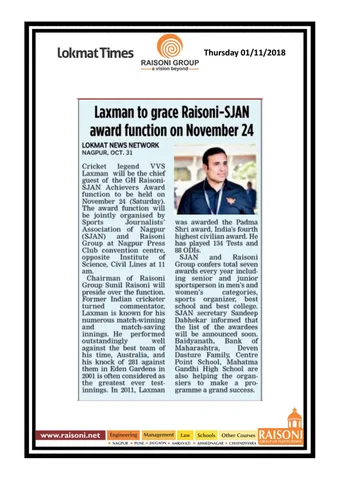 Lokmat Times
RAISONI GROUP
a vision beyond
Thursday 01/11/2018
Laxman to grace Raisoni-SJAN
award function on November 24
LOKMAT NEWS NETWORK
NAGPUR, OCT. 31
Cricket legend VVS
Laxman will be the chief
guest of the GH Raisoni-
SJAN Achievers Award
function to be held on
November 24 (Saturday).
The award function will
be jointly organised by
Sports Journalists'
Association of Nagpur
(SJAN) and Raisoni
Group at Nagpur Press
Club convention centre,
opposite Institute of
Science, Civil Lines at 11
am.
Chairman of Raisoni
Group Sunil Raisoni will
preside over the function.
Former Indian cricketer
turned commentator,
Laxman is known for his
numerous match-winning
and match-saving
innings. He performed
outstandingly well
against the best team of
his time, Australia, and
his knock of 281 against
them in Eden Gardens in
2001 is often considered as
the greatest ever test-
innings. In 2011, Laxman
was awarded the Padma
Shri award, India's fourth
highest civilian award. He
has played 134 Tests and
88 ODIs.
SJAN and Raisoni
Group confers total seven
awards every year includ-
ing senior and junior
sportsperson in men's and
women's categories,
sports organizer, best
school and best college.
SJAN secretary Sandeep
Dabhekar informed that
the list of the awardees
will be announced soon.
Baidyanath, Bank of
Maharashtra, Deven
Dasture Family, Centre
Point School, Mahatma
Gandhi High School are
also helping the organ-
siers to make a pro-
gramme a grand success.
www.raisoni.net Engineering Management Law Schools Other Courses
RAISONI
• NAGPUR • PUNE • JALGAON • AMRAVATI • AHMEDNAGAR • CHHINDWARA